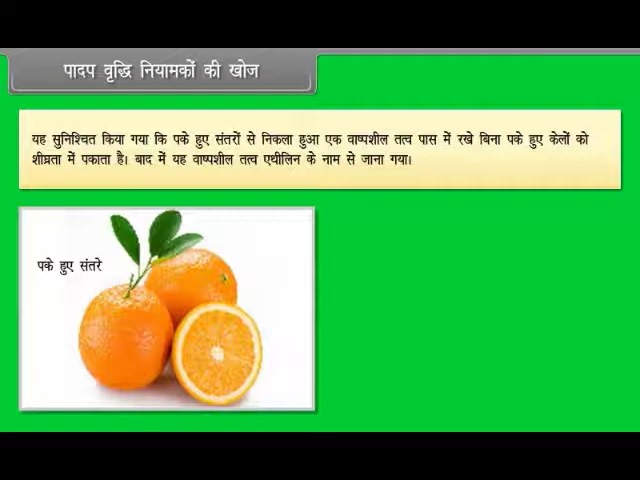 पादप वृद्धि नियामकों की खोज
यह सुनिश्चित किया गया कि पके हुए संतरों से निकला हुआ एक वाष्पशील तत्व पास में रखे बिना पके हुए केलों को
शीघ्रता में पकाता है। बाद में यह वाष्पशील तत्व एथीलिन के नाम से जाना गया।
पके हुए संतरे